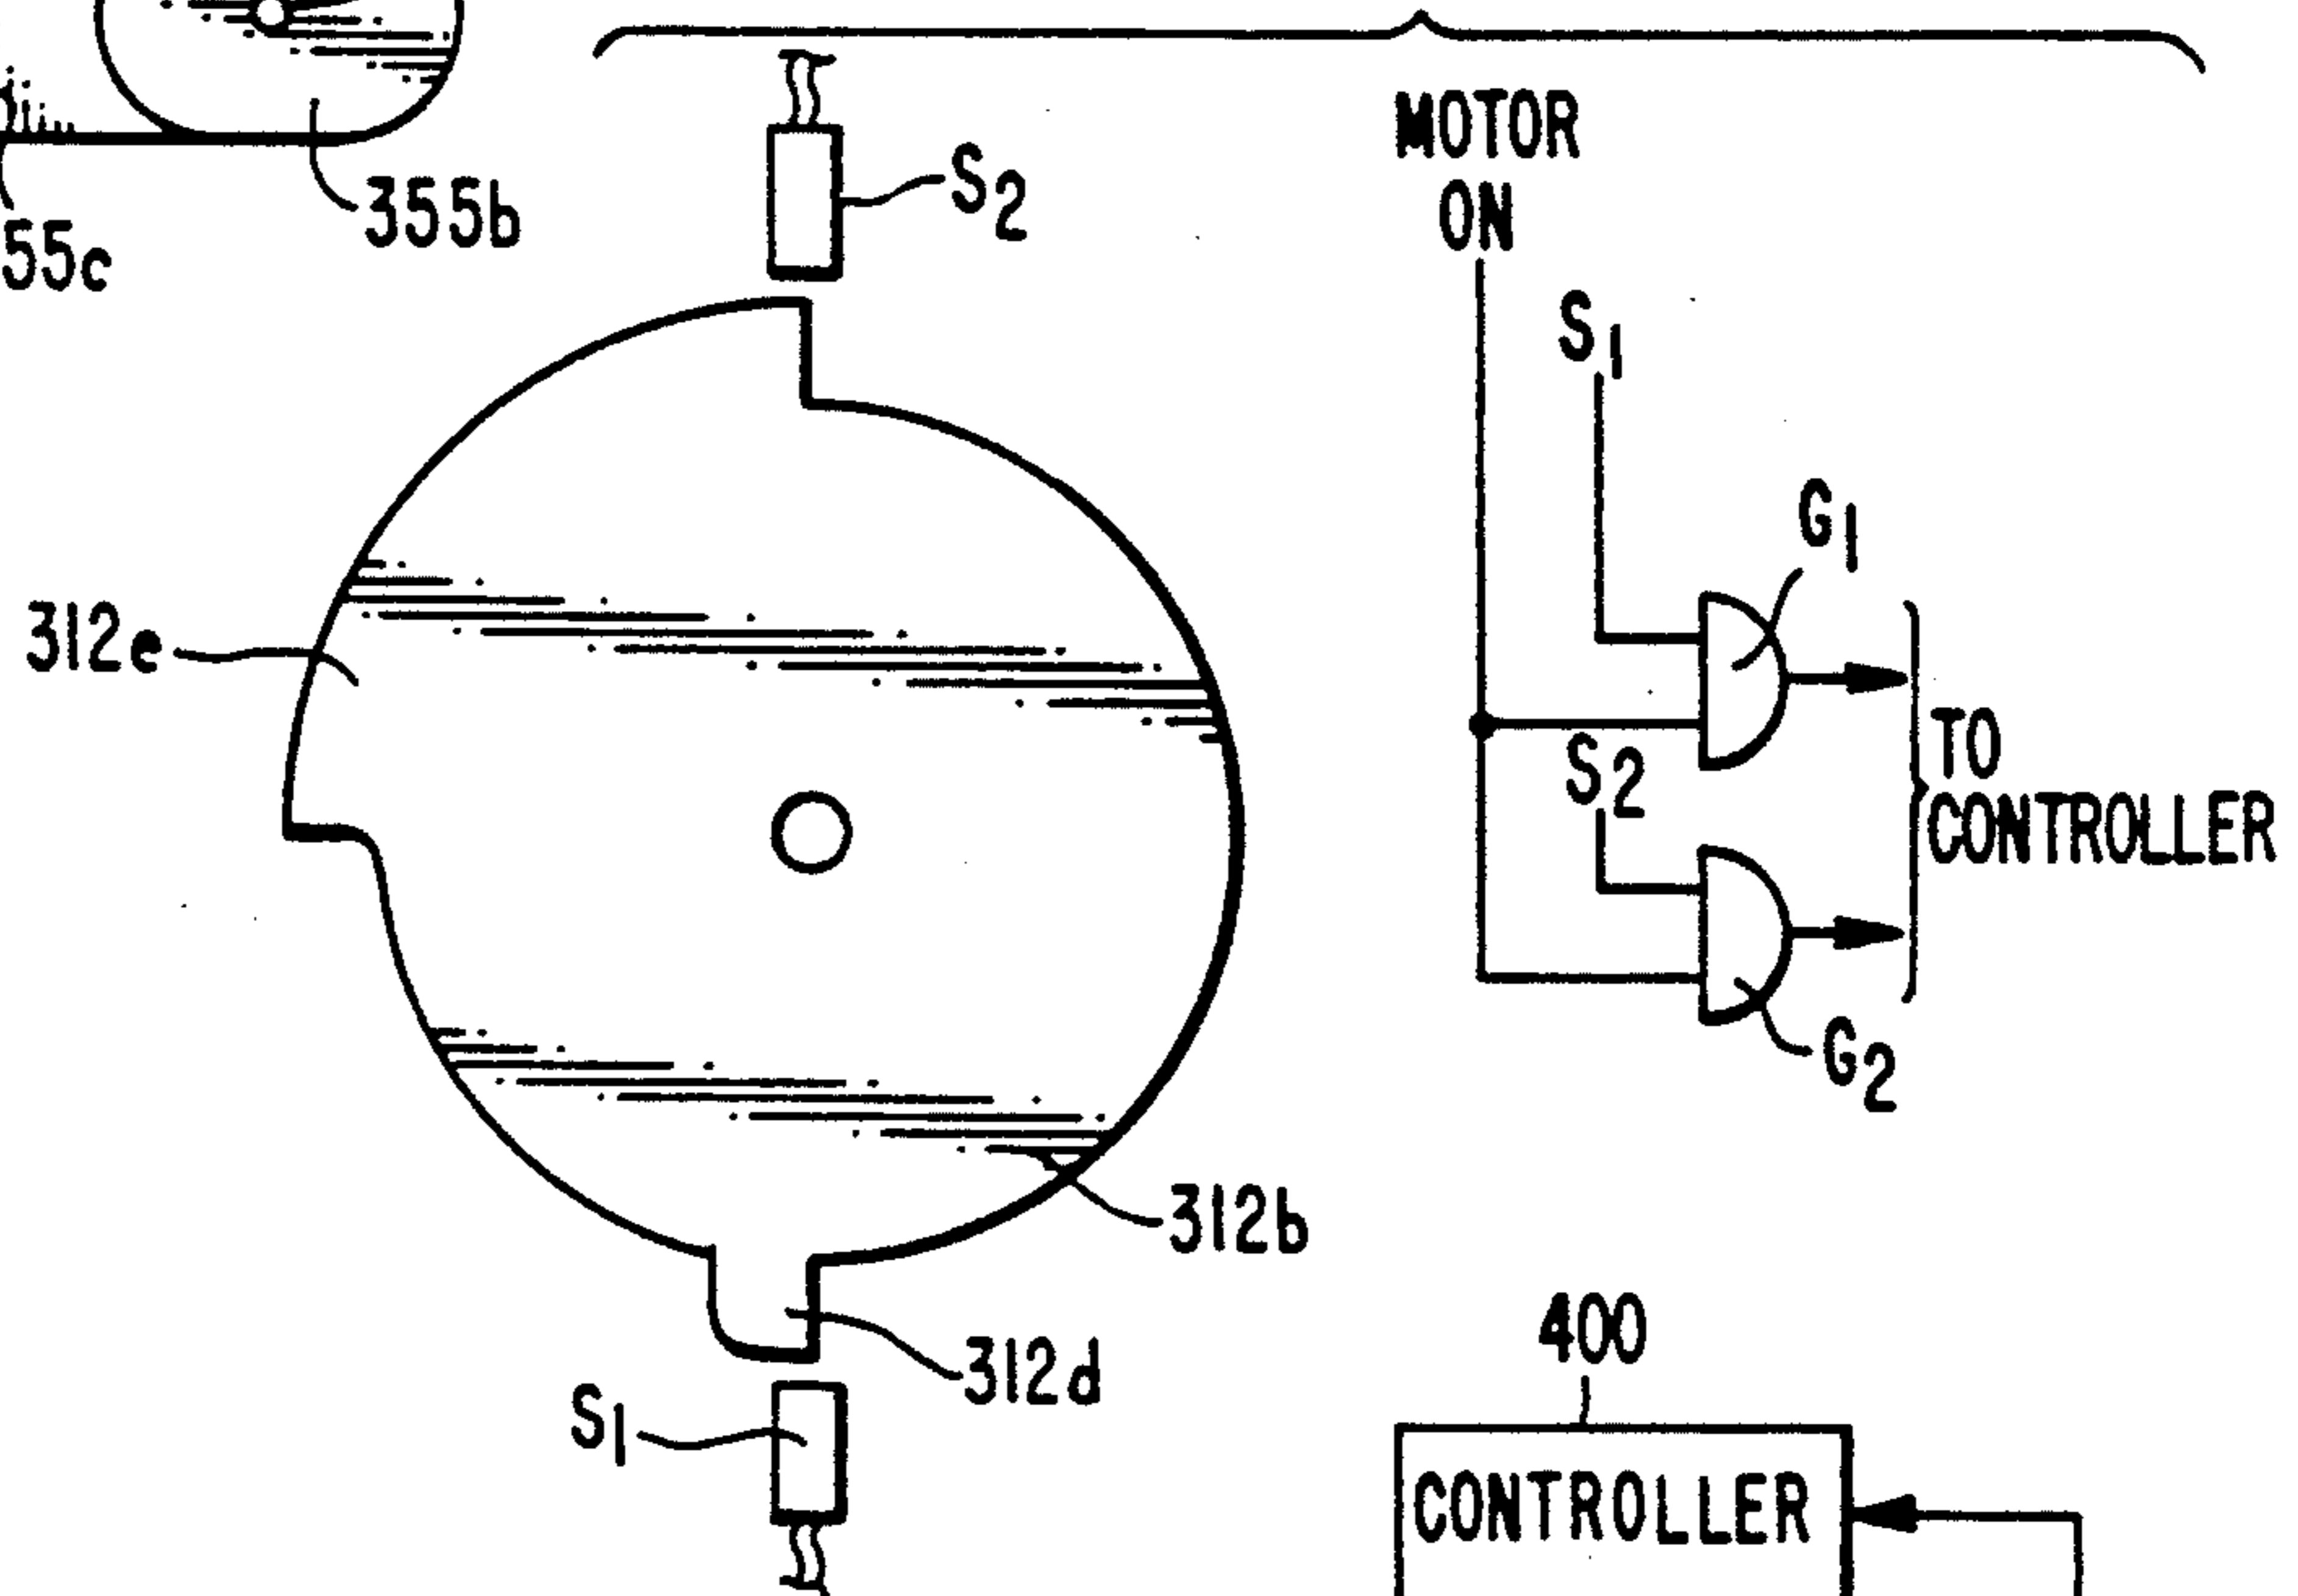 MOTOR
ON
S2
355b
55c
S1
G1
312e
S2
TO
CONTROLLER
G2
312b
312d
S1
400
CONTROLLER